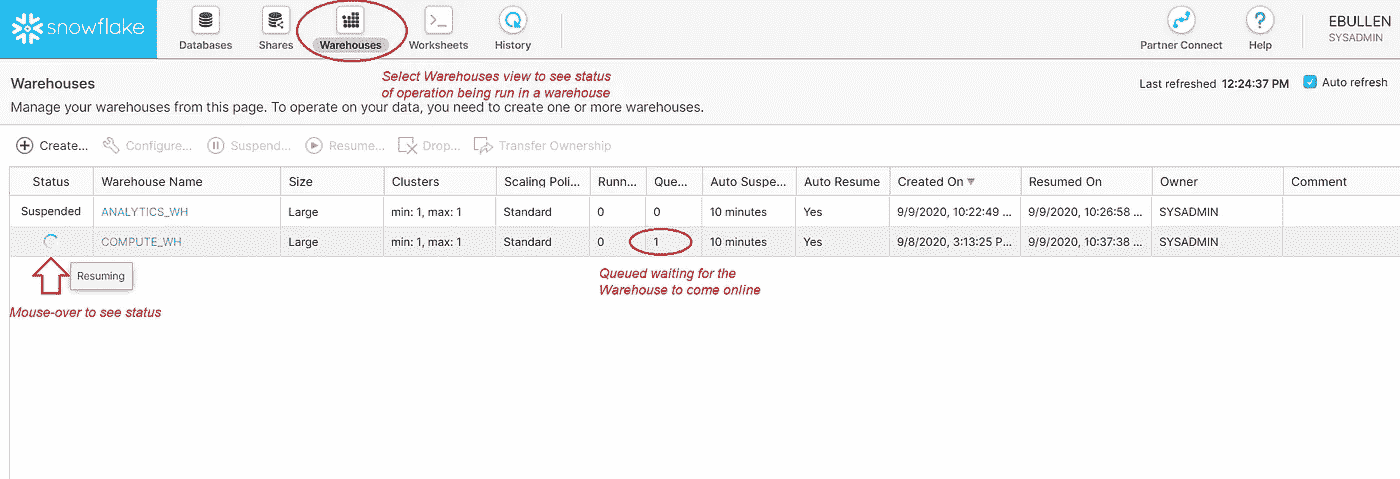 snowflake
Databases
Shares
Warehouses
Worksheets
History
Partner Connect
Help
EBULLEN
SYSADMIN
Select Warehouses view to see status
of operation being run in a warehouse
Warehouses
Last refreshed 12:24:37 PM
Auto refresh
Manage your warehouses from this page. To operate on your data, you need to create one or more warehouses.
Create... Configure... Suspend... Resume... Drop... Transfer Ownership
Status Warehouse Name Size Clusters Scaling Poli... Runn... Que... Auto Suspe... Auto Resume Created On Resumed On Owner Comment
Suspended ANALYTICS_WH Large min: 1, max: 1 Standard 0 0 10 minutes Yes 9/9/2020, 10:22:49 ... 9/9/2020, 10:26:58 ... SYSADMIN
COMPUTE_WH Large min: 1, max: 1 Standard 0 1 10 minutes Yes 9/8/2020, 3:13:25 P... 9/9/2020, 10:37:38 ... SYSADMIN
Resuming
Queued waiting for the
Warehouse to come online
Mouse-over to see status